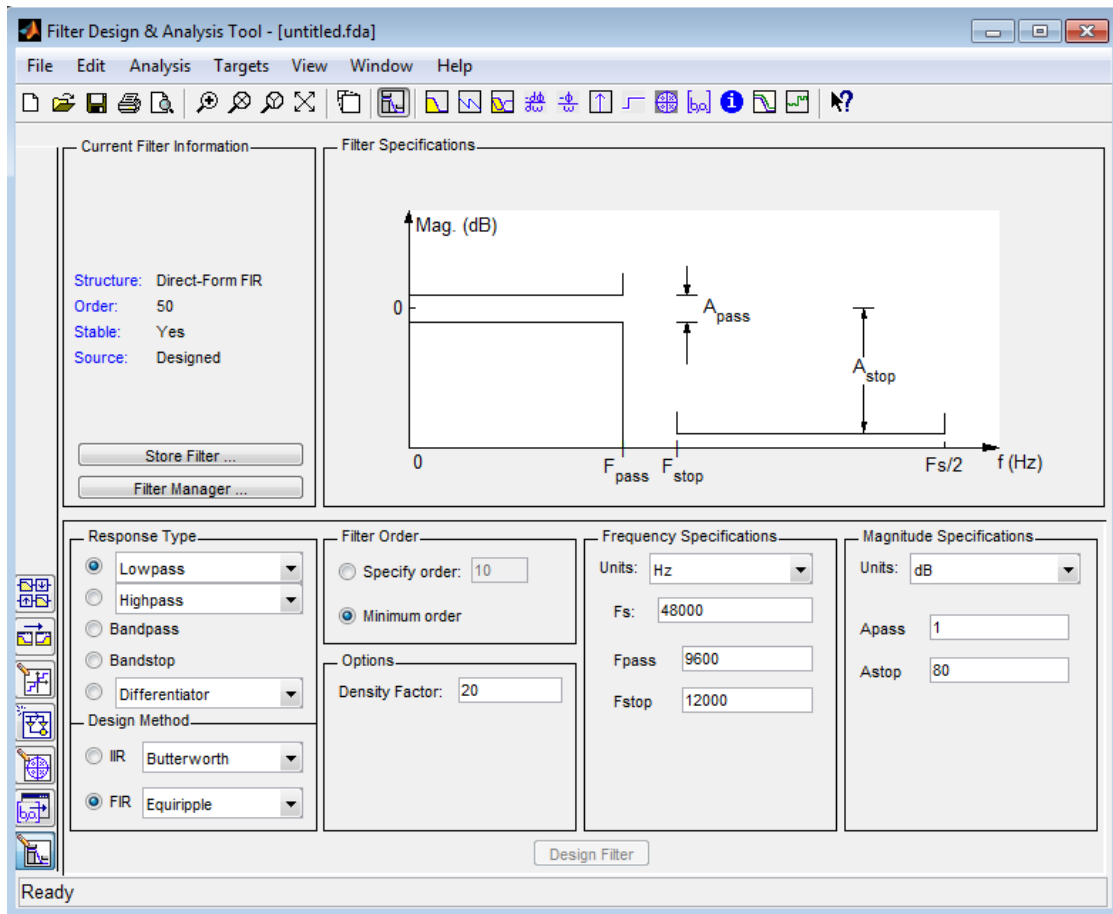 Filter Design & Analysis Tool - [untitled.fda]
File Edit Analysis Targets View Window Help
Current Filter Information
Structure: Direct-Form FIR
Order: 50
Stable: Yes
Source: Designed
Store Filter ...
Filter Manager ...
Filter Specifications
Mag. (dB)
0
Apass
Astop
0 Fpass Fstop Fs/2 f (Hz)
Response Type
Lowpass
Highpass
Bandpass
Bandstop
Differentiator
Design Method
IIR Butterworth
FIR Equiripple
Filter Order
Specify order: 10
Minimum order
Options
Density Factor: 20
Frequency Specifications
Units: Hz
Fs: 48000
Fpass 9600
Fstop 12000
Magnitude Specifications
Units: dB
Apass 1
Astop 80
Design Filter
Ready